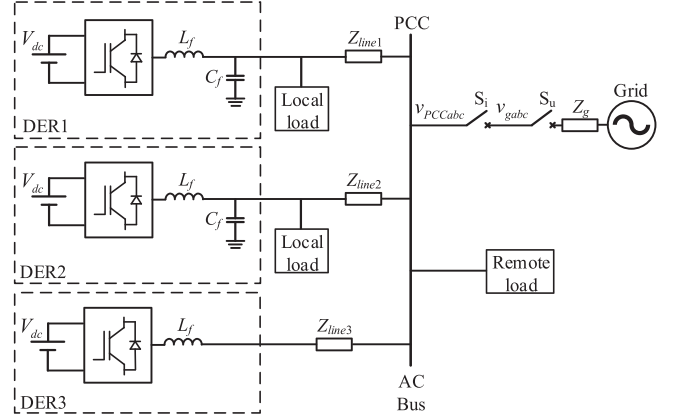 PCC
V_dc
L_f
C_f
Z_line1
Local
load
DER1
v_PCCabc
S_i
v_gabc
S_u
Z_g
Grid
V_dc
L_f
C_f
Z_line2
Local
load
DER2
Remote
load
V_dc
L_f
Z_line3
DER3
AC
Bus